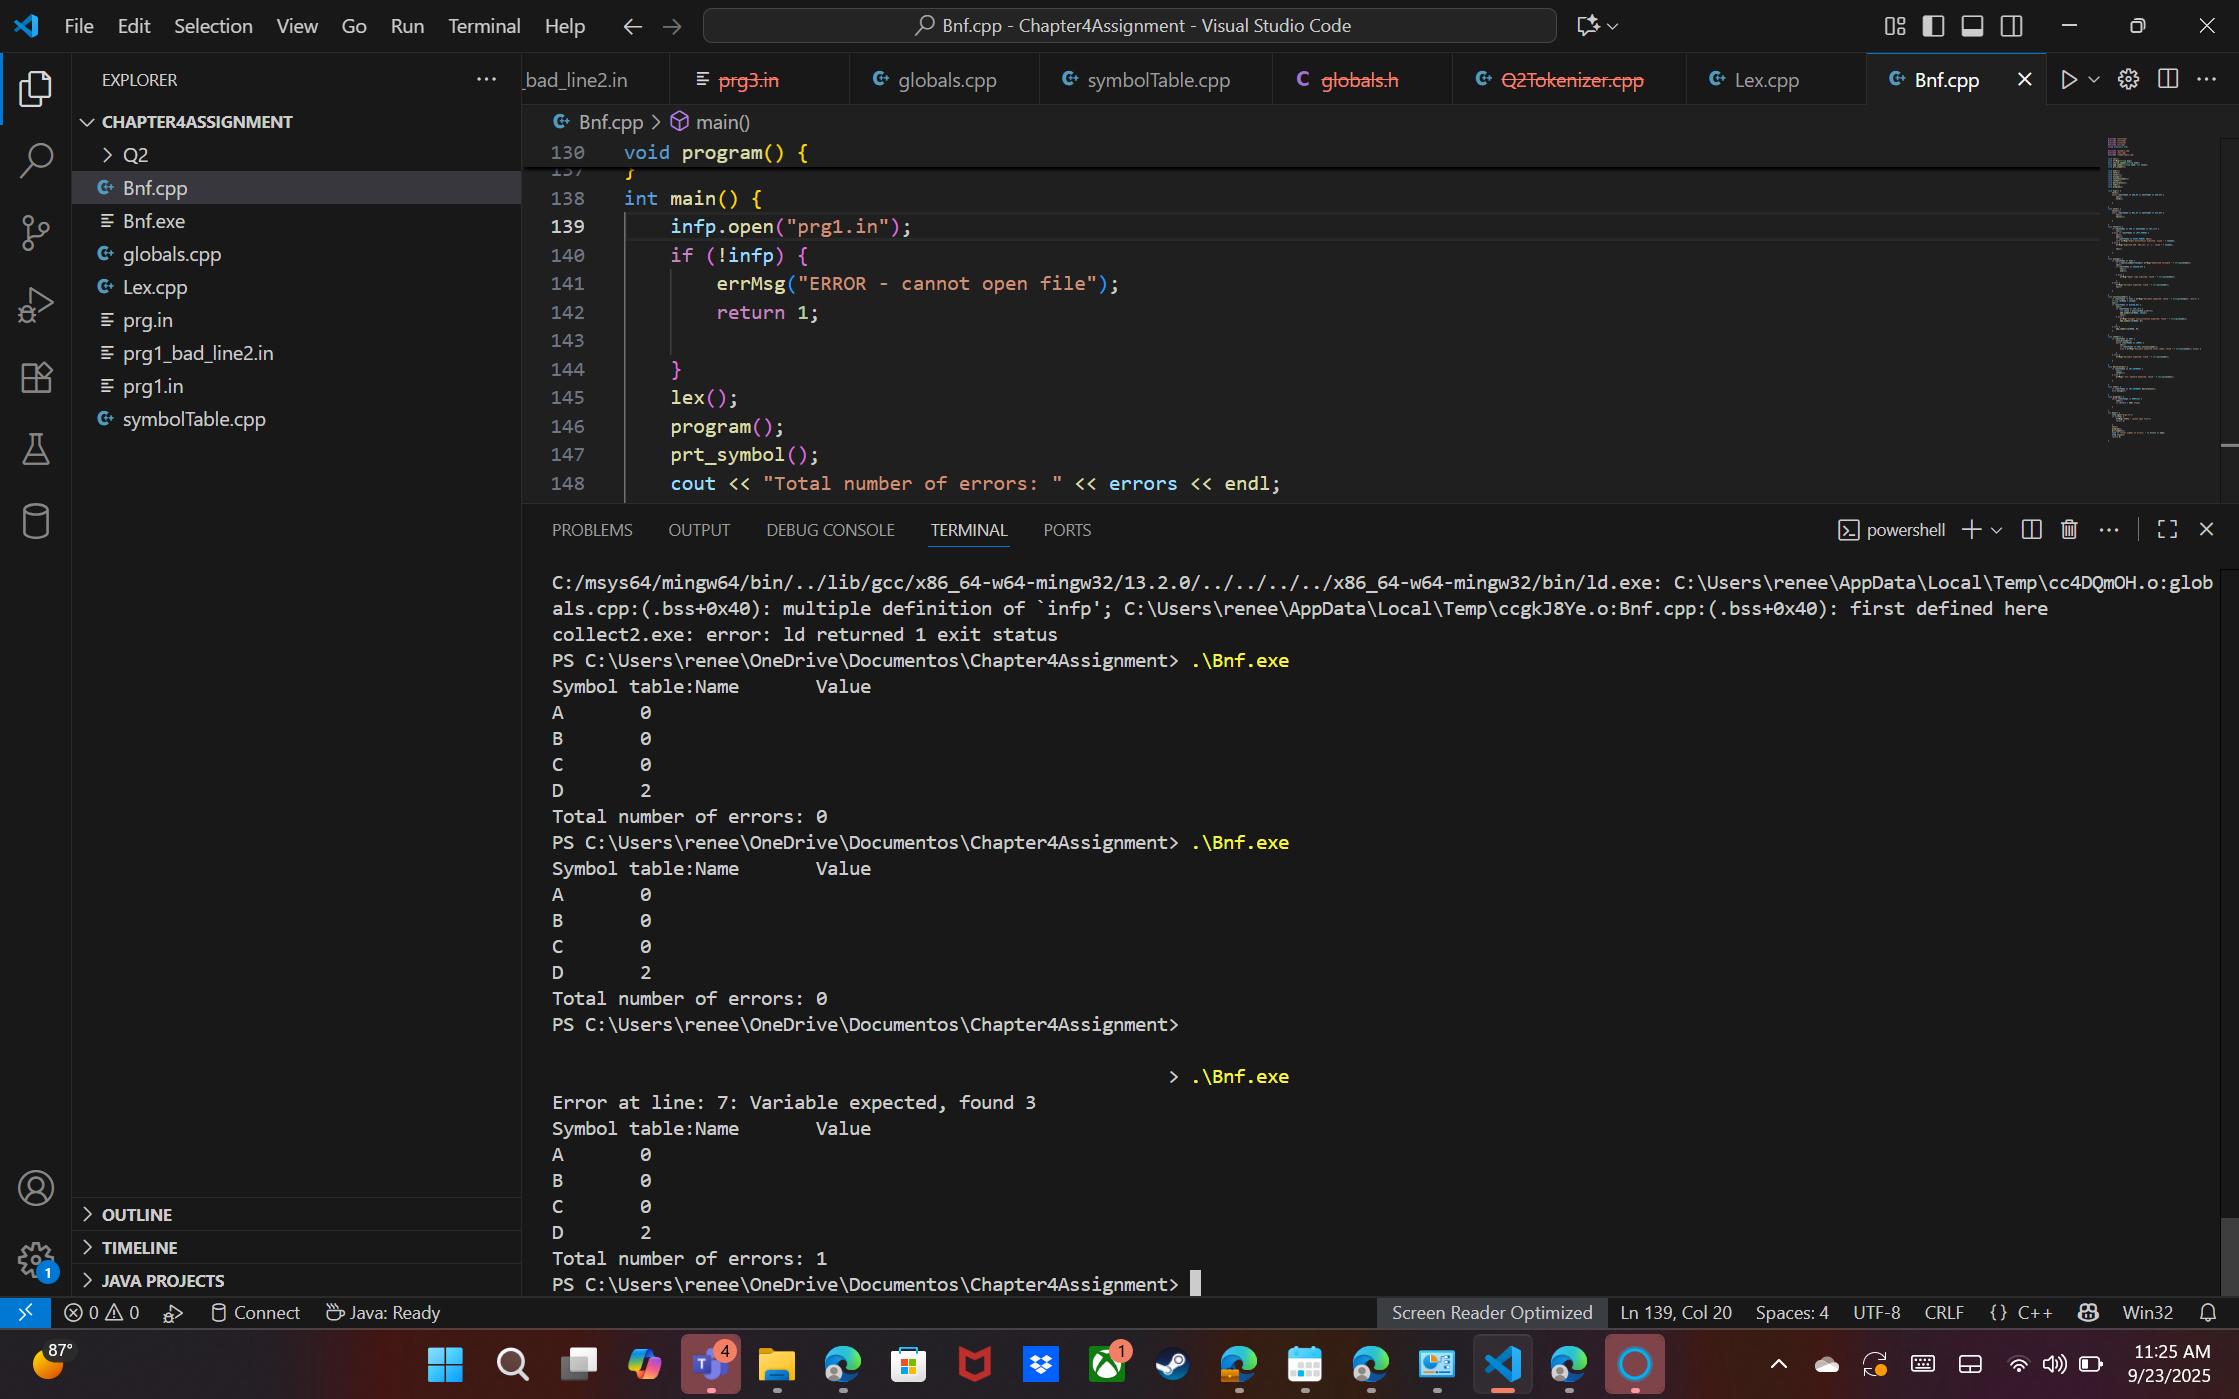 File Edit Selection View Go Run Terminal Help
Bnf.cpp - Chapter4Assignment - Visual Studio Code
EXPLORER
_bad_line2.in prg3.in globals.cpp symbolTable.cpp globals.h Q2Tokenizer.cpp Lex.cpp Bnf.cpp
CHAPTER4ASSIGNMENT
Q2
Bnf.cpp
Bnf.exe
globals.cpp
Lex.cpp
prg.in
prg1_bad_line2.in
prg1.in
symbolTable.cpp
OUTLINE
TIMELINE
JAVA PROJECTS
Bnf.cpp > main()
130 void program() {
137 }
138 int main() {
139 infp.open("prg1.in");
140 if (!infp) {
141 errMsg("ERROR - cannot open file");
142 return 1;
143
144 }
145 lex();
146 program();
147 prt_symbol();
148 cout << "Total number of errors: " << errors << endl;
PROBLEMS OUTPUT DEBUG CONSOLE TERMINAL PORTS
powershell
C:/msys64/mingw64/bin/../lib/gcc/x86_64-w64-mingw32/13.2.0/../../../../x86_64-w64-mingw32/bin/ld.exe: C:\Users\renee\AppData\Local\Temp\cc4DQmOH.o:glob
als.cpp:(.bss+0x40): multiple definition of `infp'; C:\Users\renee\AppData\Local\Temp\ccgkJ8Ye.o:Bnf.cpp:(.bss+0x40): first defined here
collect2.exe: error: ld returned 1 exit status
PS C:\Users\renee\OneDrive\Documentos\Chapter4Assignment> .\Bnf.exe
Symbol table:Name Value
A 0
B 0
C 0
D 2
Total number of errors: 0
PS C:\Users\renee\OneDrive\Documentos\Chapter4Assignment> .\Bnf.exe
Symbol table:Name Value
A 0
B 0
C 0
D 2
Total number of errors: 0
PS C:\Users\renee\OneDrive\Documentos\Chapter4Assignment>
> .\Bnf.exe
Error at line: 7: Variable expected, found 3
Symbol table:Name Value
A 0
B 0
C 0
D 2
Total number of errors: 1
PS C:\Users\renee\OneDrive\Documentos\Chapter4Assignment>
1
0 0 Connect Java: Ready
Screen Reader Optimized Ln 139, Col 20 Spaces: 4 UTF-8 CRLF {} C++ Win32
87°
4
1
11:25 AM
9/23/2025